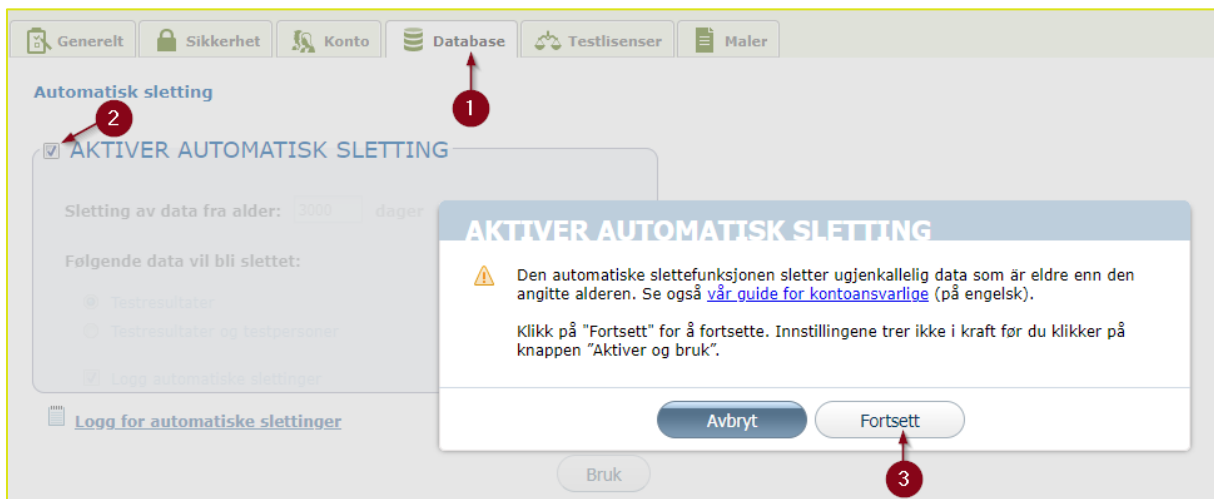 Generelt Sikkerhet Konto Database Testlisenser Maler
Automatisk sletting
1
2
AKTIVER AUTOMATISK SLETTING
Sletting av data fra alder: 3000 dager
Følgende data vil bli slettet:
Testresultater
Testresultater og testpersoner
Logg automatiske slettinger
Logg for automatiske slettinger
Bruk
AKTIVER AUTOMATISK SLETTING
Den automatiske slettefunksjonen sletter ugjenkallelig data som är eldre enn den
angitte alderen. Se også vår guide for kontoansvarlige (på engelsk).
Klikk på "Fortsett" for å fortsette. Innstillingene trer ikke i kraft før du klikker på
knappen ”Aktiver og bruk”.
Avbryt Fortsett
3